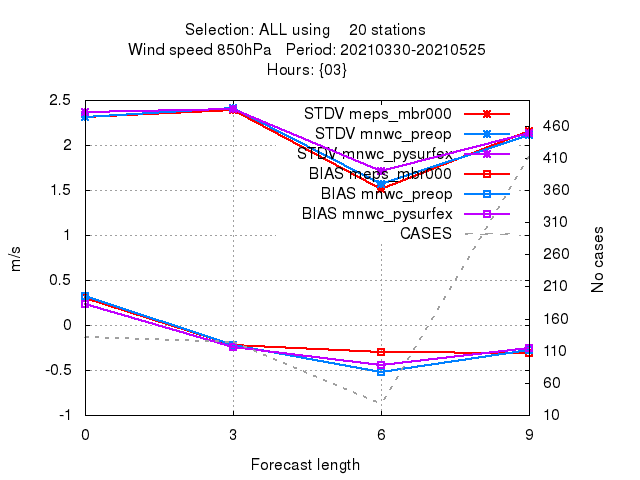 Selection: ALL using 20 stations
Wind speed 850hPa Period: 20210330-20210525
Hours: {03}
STDV meps_mbr000
STDV mnwc_preop
STDV mnwc_pysurfex
BIAS meps_mbr000
BIAS mnwc_preop
BIAS mnwc_pysurfex
CASES
2.5
2
1.5
1
0.5
0
-0.5
-1
m/s
460
410
360
310
260
210
160
110
60
10
No cases
0 3 6 9
Forecast length